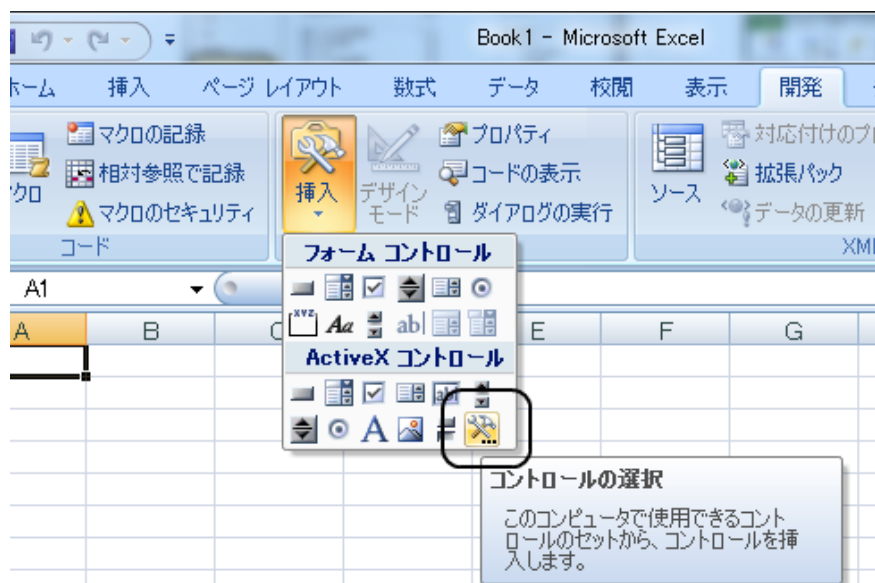 Book1 - Microsoft Excel
ホーム 挿入 ページ レイアウト 数式 データ 校閲 表示 開発
マクロの記録
相対参照で記録
マクロのセキュリティ
クロ
コード
挿入
デザイン
モード
プロパティ
コードの表示
ダイアログの実行
ソース
対応付けのプロ
拡張パック
データの更新
XML
フォーム コントロール
XYZ Aa ab|
ActiveX コントロール
abl
A
A1
A B C E F G
コントロールの選択
このコンピュータで使用できるコント
ロールのセットから、コントロールを挿
入します。